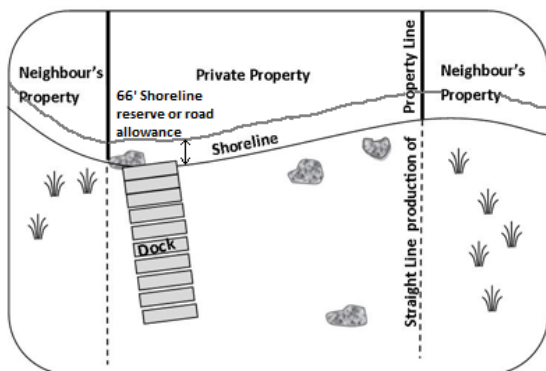 Neighbour's
Property
Private Property
Property Line
Neighbour's
Property
66' Shoreline
reserve or road
allowance
Shoreline
Dock
Straight Line production of